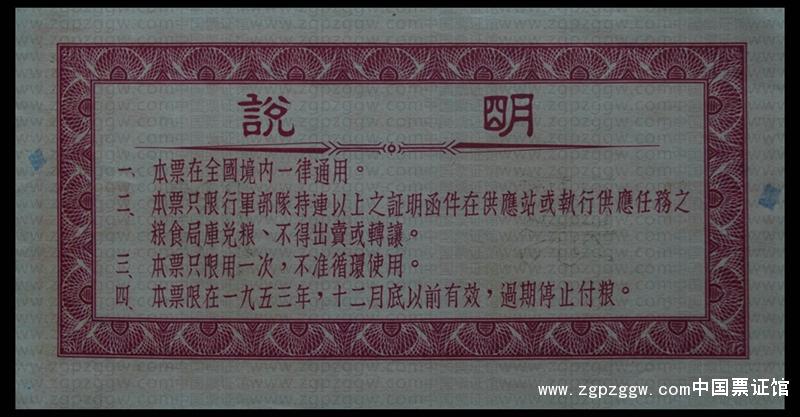 說明
一、本票在全國境内一律通用。
二、本票只限行軍部隊持連以上之証明函件在供應站或執行供應任務之
粮食局庫兑粮、不得出賣或轉讓。
三、本票只限用一次，不准循環使用。
四、本票限在一九五三年，十二月底以前有效，過期停止付粮。
www.zgpzggw.com中国票证馆